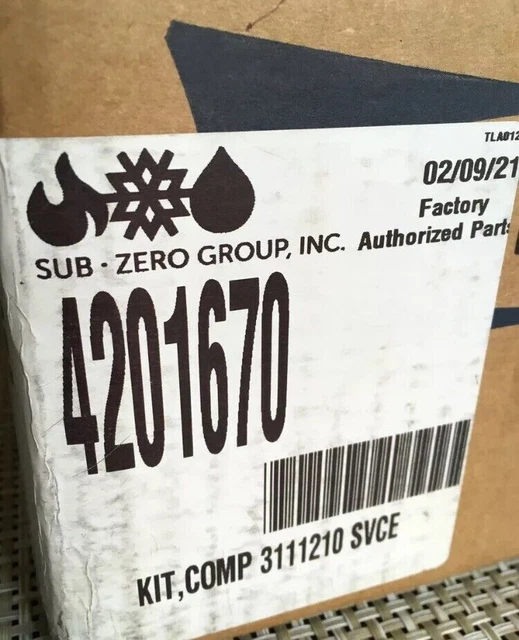 TLA012
02/09/21
Factory
Authorized Parts
SUB-ZERO GROUP, INC.
4201670
KIT,COMP 3111210 SVCE